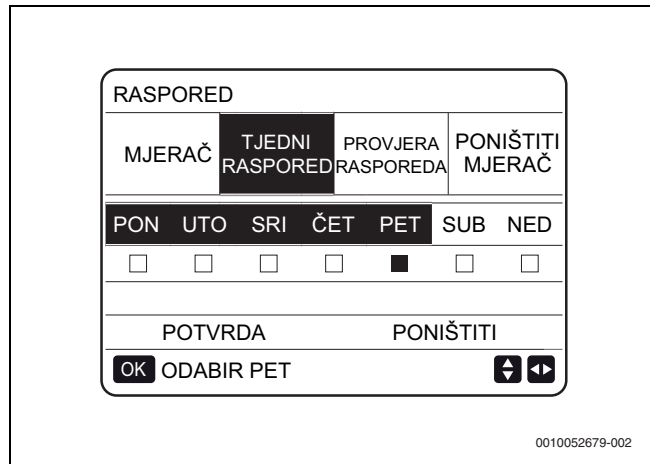 RASPORED
MJERAČ TJEDNI RASPORED PROVJERA RASPOREDA PONIŠTITI MJERAČ
PON UTO SRI ČET PET SUB NED
POTVRDA PONIŠTITI
OK ODABIR PET
0010052679-002